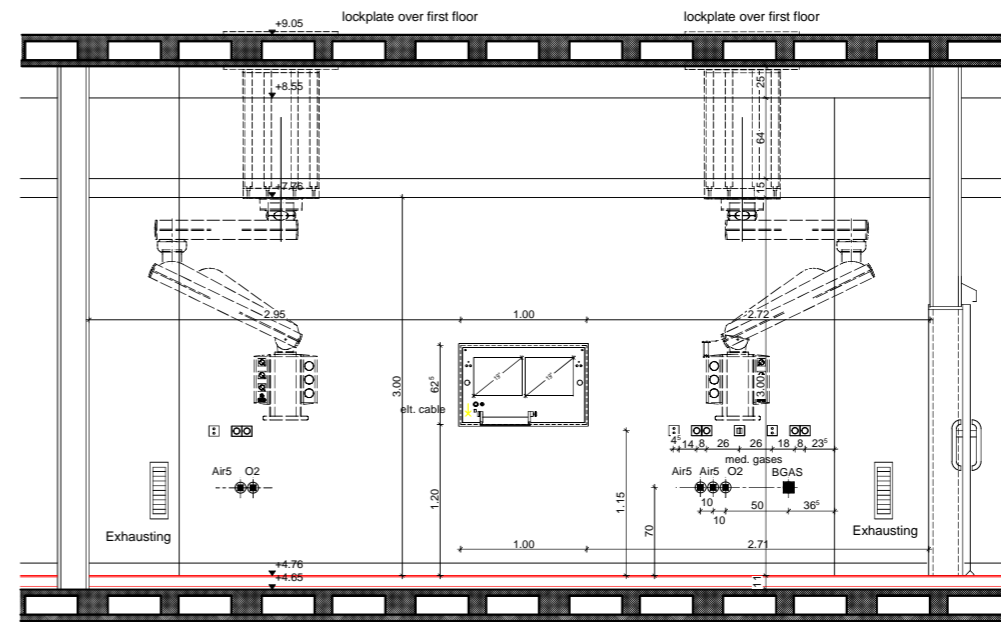 lockplate over first floor
lockplate over first floor
+9.05
+8.55
25
64
15
+7.76
2.95
1.00
2.72
3.00
62⁵
19"
19"
3.00
elt. cable
4⁵ 14 8 26 26 18 8 23⁵
med. gases
Air5 O2
Air5 Air5 O2 BGAS
1.20
1.15
70
10
10
50
36⁵
Exhausting
Exhausting
1.00
2.71
+4.76
+4.65
11